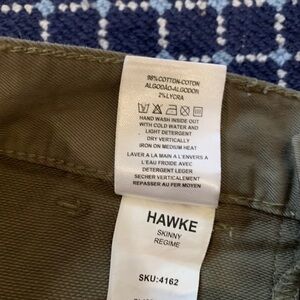 98%COTTON-COTON
ALGODÃO-ALGODON
2%LYCRA
HAND WASH INSIDE OUT
WITH COLD WATER AND
LIGHT DETERGENT
DRY VERTICALLY
IRON ON MEDIUM HEAT
LAVER A LA MAIN A L'ENVERS A
L'EAU FROIDE AVEC
DETERGENT LEGER
SECHER VERTICALEMENT
REPASSER AU FER MOYEN
HAWKE
SKINNY
REGIME
SKU:4162